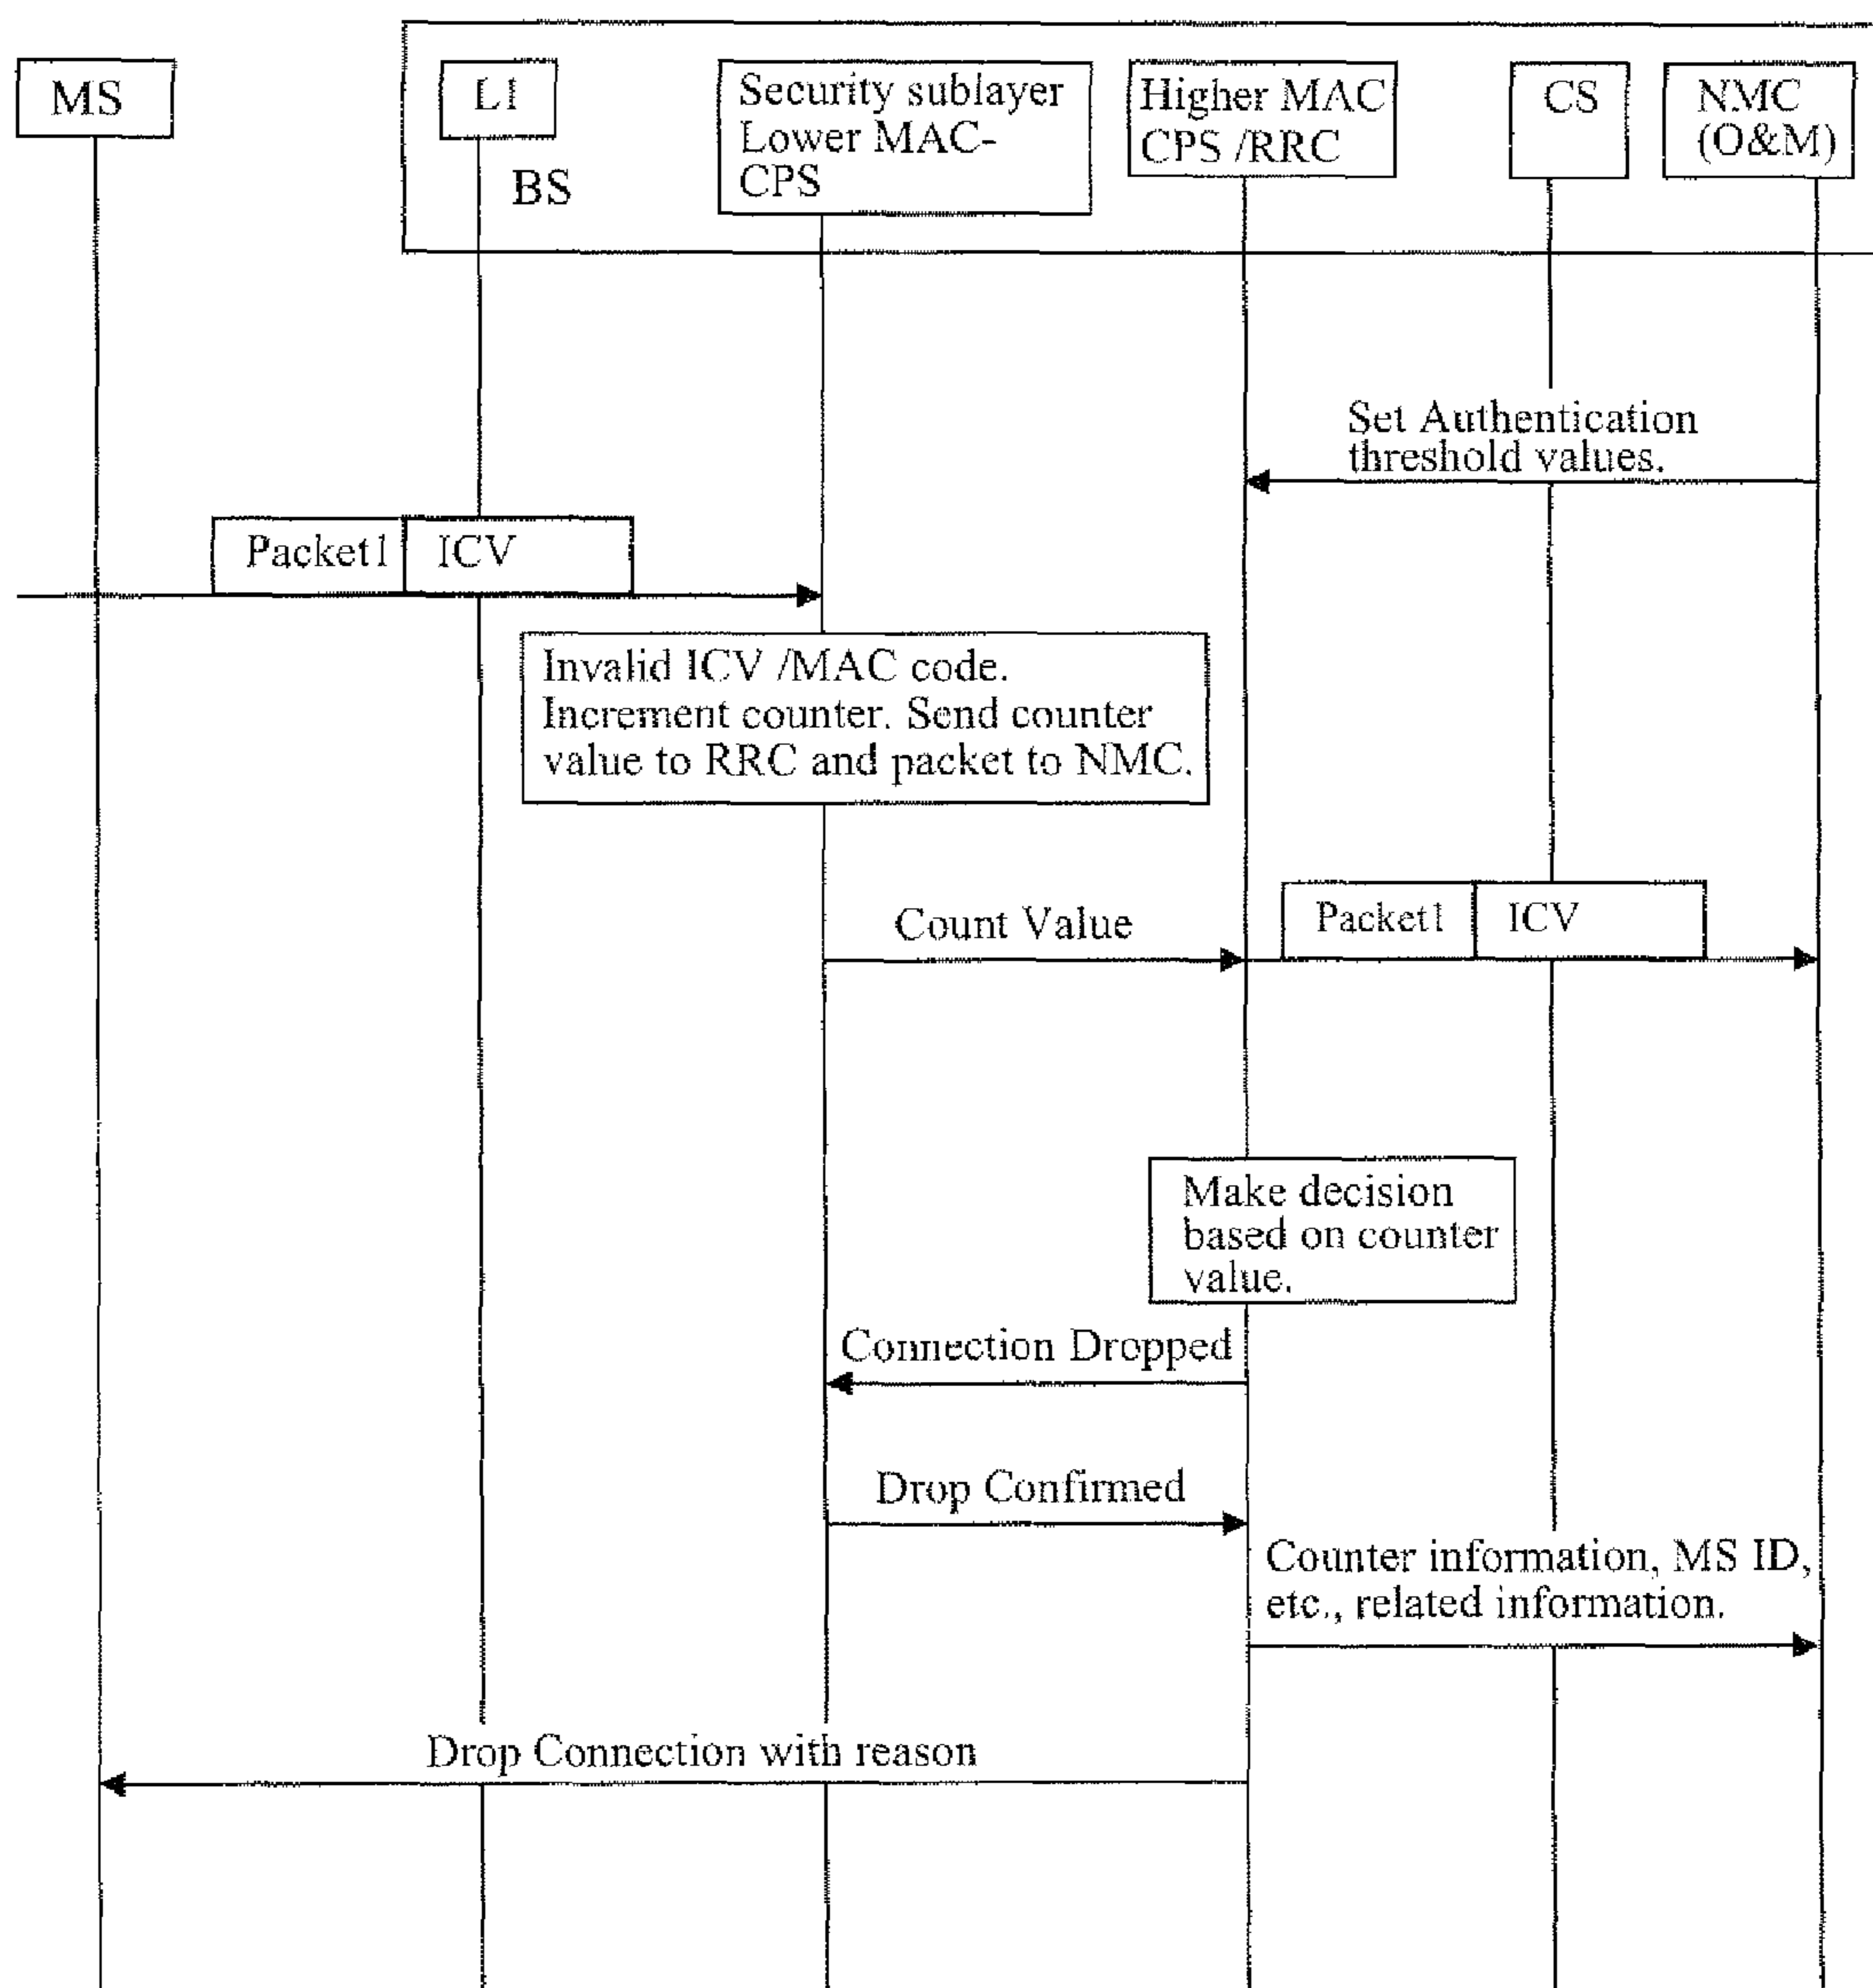 MS
L1
BS
Security sublayer
Lower MAC-
CPS
Higher MAC
CPS /RRC
CS
NMC
(O&M)
Set Authentication
threshold values.
Packet1
ICV
Invalid ICV /MAC code.
Increment counter. Send counter
value to RRC and packet to NMC.
Count Value
Packet1
ICV
Make decision
based on counter
value.
Connection Dropped
Drop Confirmed
Counter information, MS ID,
etc., related information.
Drop Connection with reason